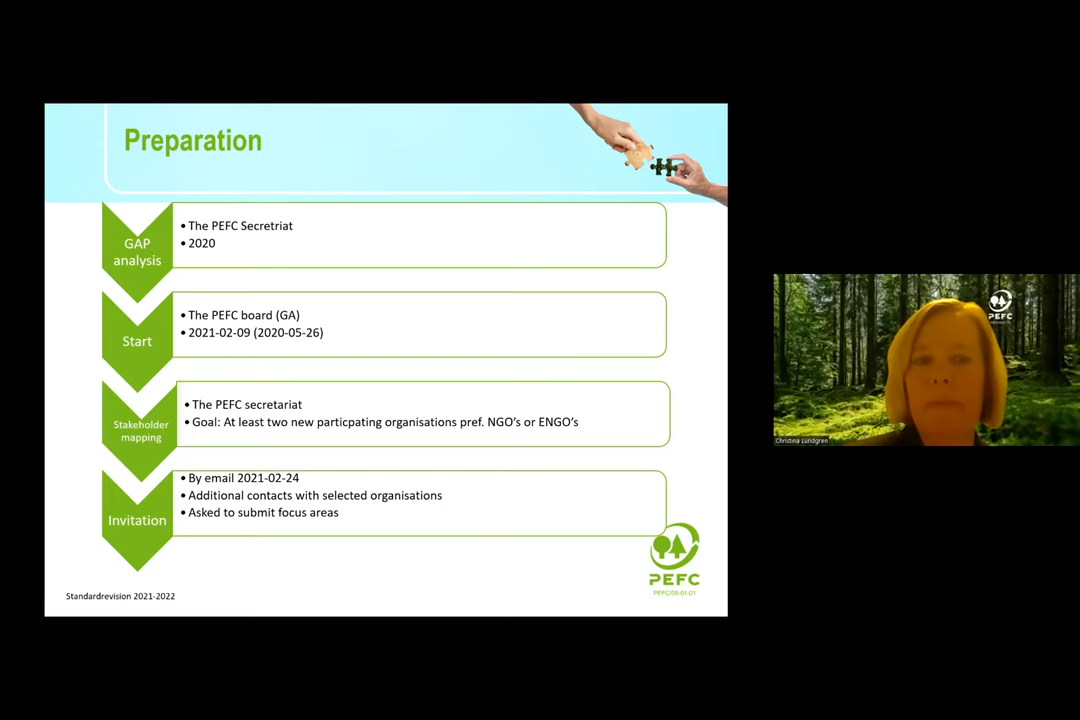 Preparation
GAP
analysis
• The PEFC Secretriat
• 2020
Start
• The PEFC board (GA)
• 2021-02-09 (2020-05-26)
Stakeholder
mapping
• The PEFC secretariat
• Goal: At least two new particpating organisations pref. NGO's or ENGO's
Invitation
• By email 2021-02-24
• Additional contacts with selected organisations
• Asked to submit focus areas
PEFC
PEFC/05-01-01
Standardrevision 2021-2022
PEFC
Christina Lundgren